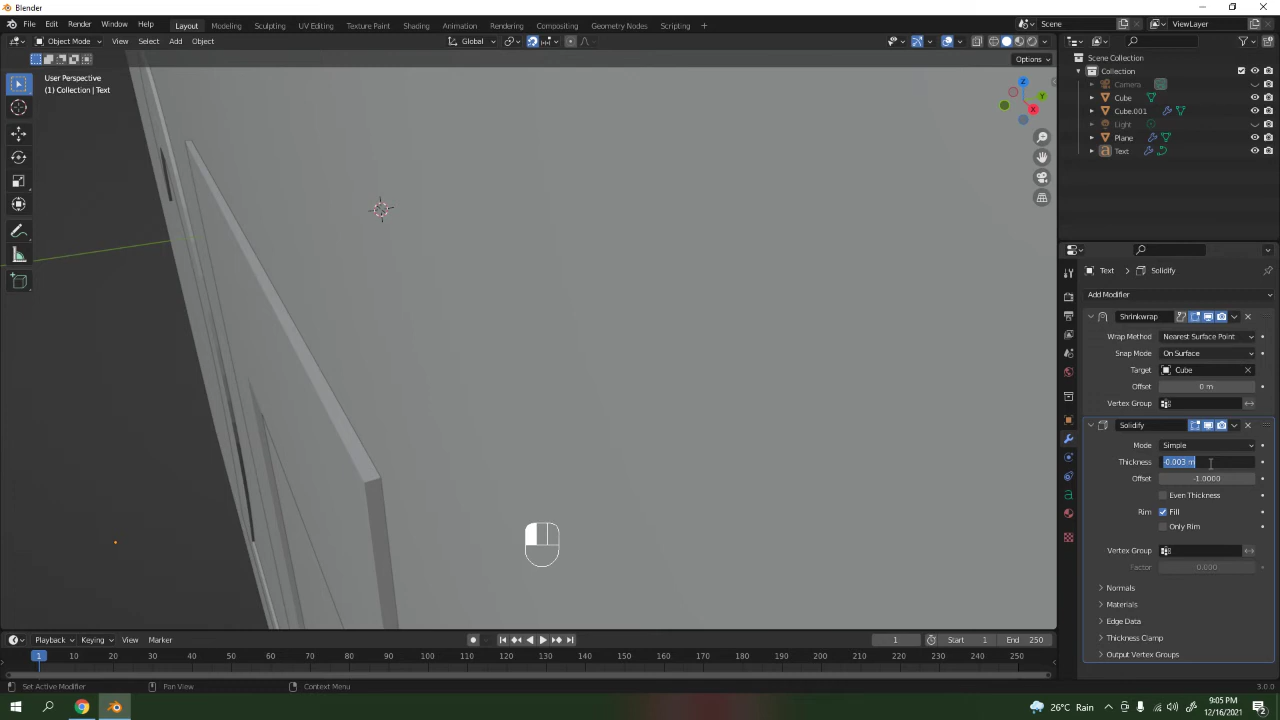 Blender
File Edit Render Window Help Layout Modeling Sculpting UV Editing Texture Paint Shading Animation Rendering Compositing Geometry Nodes Scripting + Scene ViewLayer
Object Mode View Select Add Object Global
Options
User Perspective
(1) Collection | Text
Z
Y
X
Scene Collection
Collection
Camera
Cube
Cube.001
Light
Plane
Text
Text > Solidify
Add Modifier
Shrinkwrap
Wrap Method Nearest Surface Point
Snap Mode On Surface
Target Cube
Offset 0 m
Vertex Group
Solidify
Mode Simple
Thickness -0.003 m
Offset -1.0000
Even Thickness
Rim Fill
Only Rim
Vertex Group
Factor 0.000
Normals
Materials
Edge Data
Thickness Clamp
Output Vertex Groups
Playback Keying View Marker 1 Start 1 End 250
1 10 20 30 40 50 60 70 80 90 100 110 120 130 140 150 160 170 180 190 200 210 220 230 240 250
Set Active Modifier Pan View Context Menu 3.0.0
26°C Rain 9:05 PM
12/16/2021 2